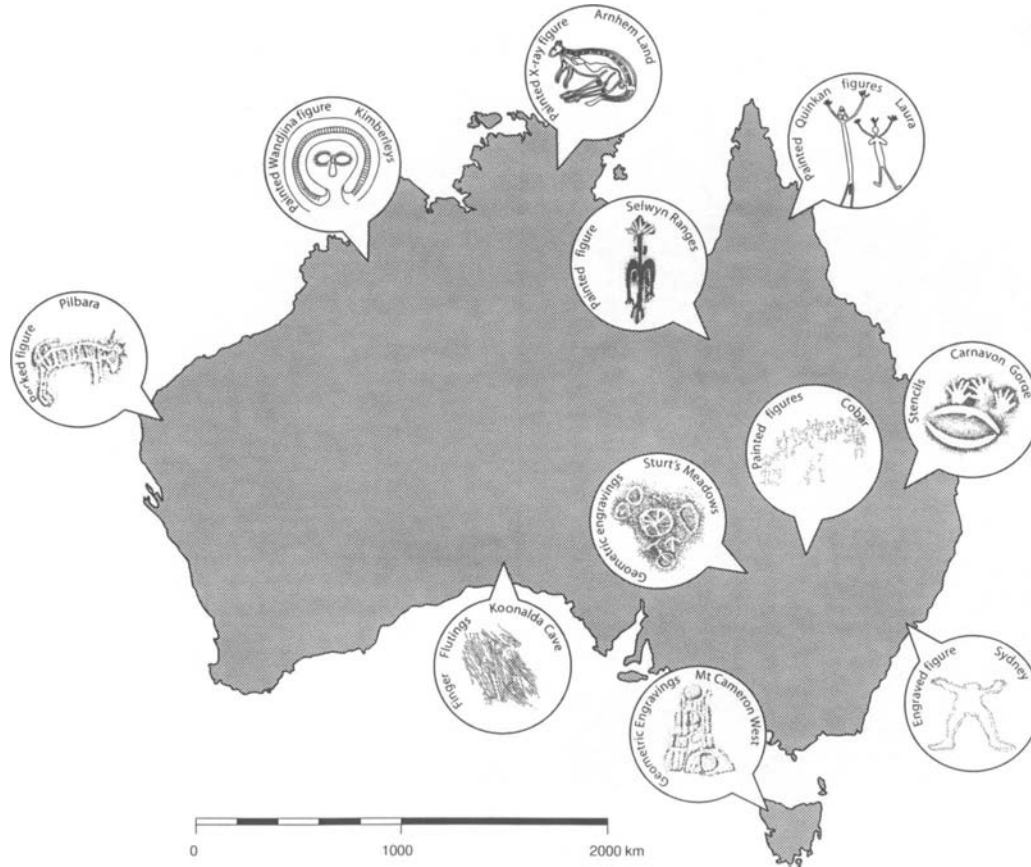 Painted X-ray figure Arnhem Land
Painted Quinkan figures Laura
Painted Wandjina figure Kimberleys
Painted figure Selwyn Ranges
Pecked figure Pilbara
Stencils Carnavon Gorge
Painted figures Cobar
Geometric engravings Sturt's Meadows
Finger Flutings Koonalda Cave
Geometric Engravings Mt Cameron West
Engraved figure Sydney
0 1000 2000 km